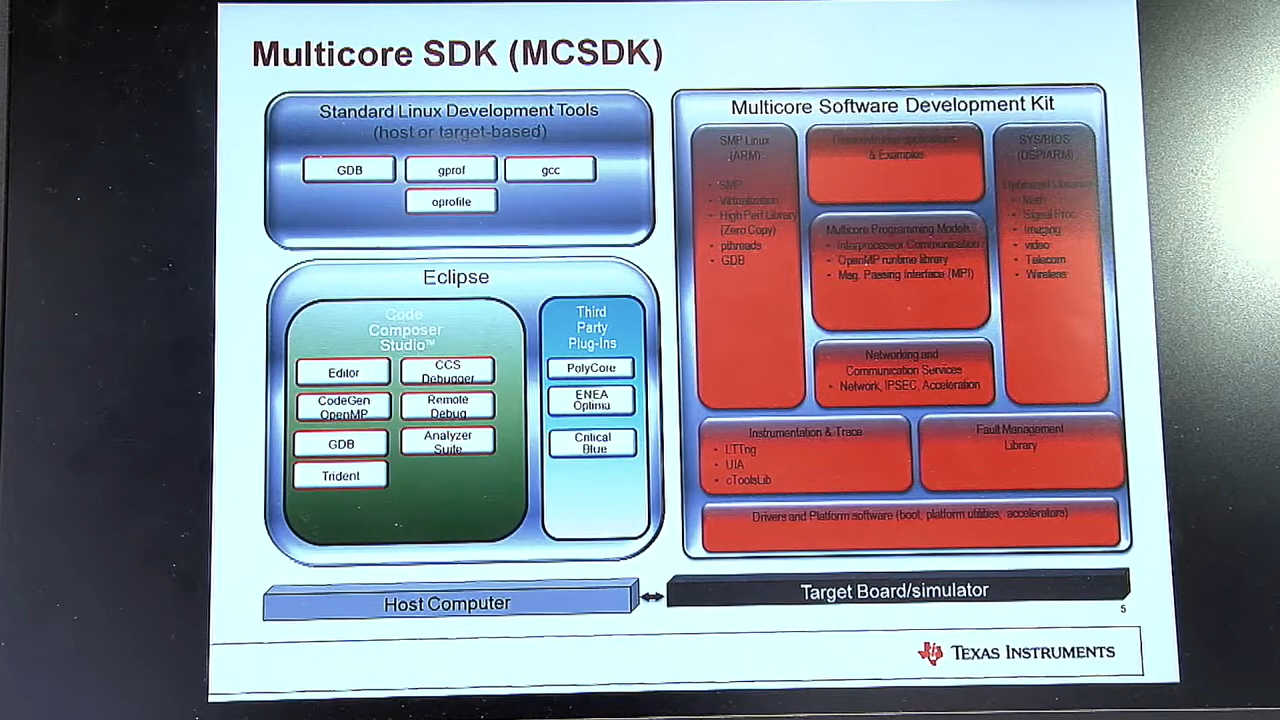 Multicore SDK (MCSDK)
Standard Linux Development Tools
(host or target-based)
GDB
gprof
gcc
oprofile
Eclipse
Code
Composer
Studio™
Editor
CCS
Debugger
CodeGen
OpenMP
Remote
Debug
GDB
Analyzer
Suite
Trident
Third
Party
Plug-Ins
PolyCore
ENEA
Optima
Critical
Blue
Host Computer
Multicore Software Development Kit
SMP Linux
(ARM)
• SMP
• Virtualization
• High Perf Library
(Zero Copy)
• pthreads
• GDB
Demonstration applications
& Examples
Multicore Programming Models
• Interprocessor Communication
• OpenMP runtime library
• Msg. Passing Interface (MPI)
Networking and
Communication Services
• Network, IPSEC, Acceleration
SYS/BIOS
(DSP/ARM)
Optimized Libraries
• Math
• Signal Proc
• Imaging
• video
• Telecom
• Wireless
Instrumentation & Trace
• LTTng
• UIA
• cToolsLib
Fault Management
Library
Drivers and Platform software (boot, platform utilities, accelerators)
Target Board/simulator
5
TEXAS INSTRUMENTS